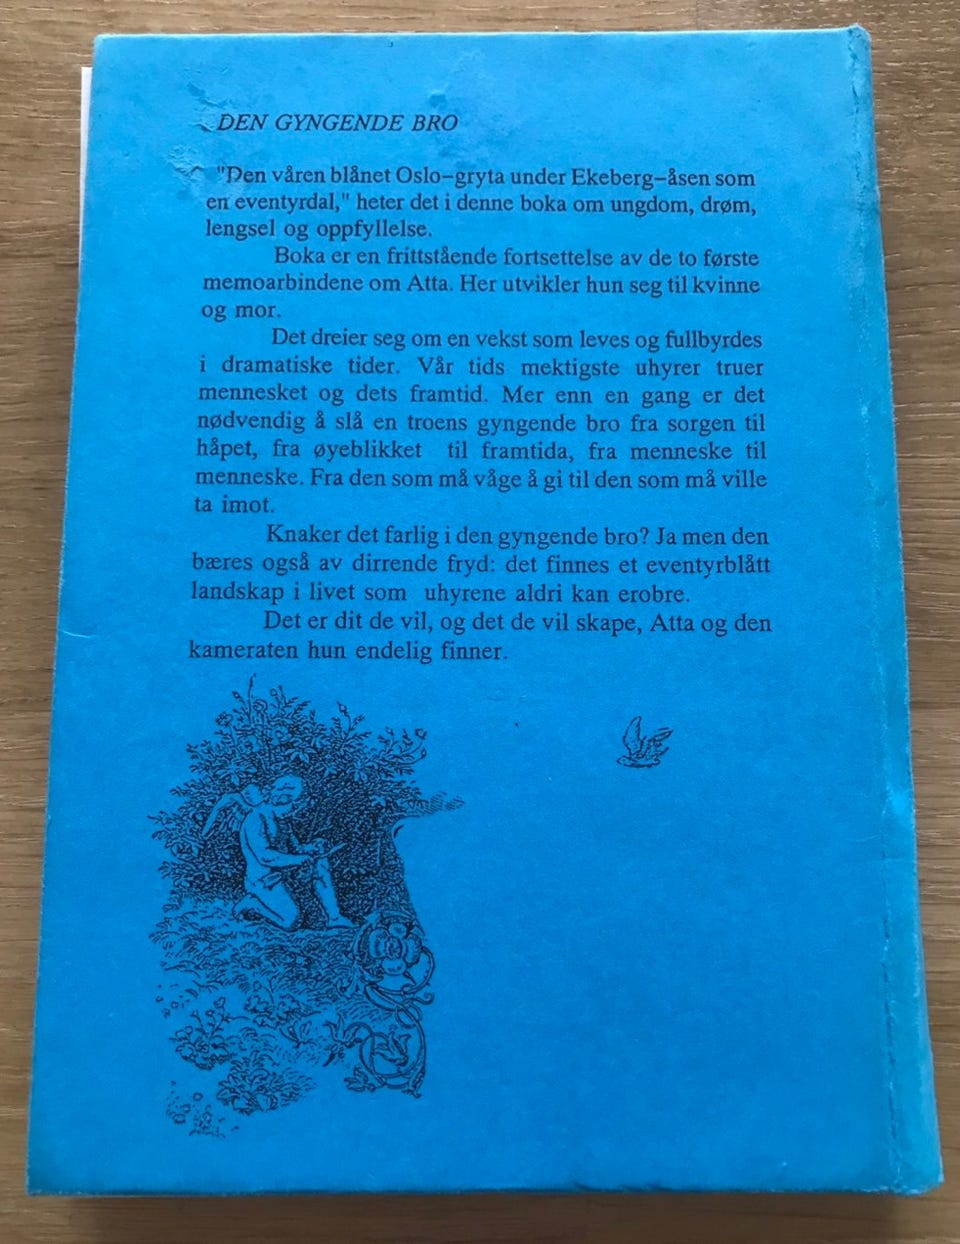 DEN GYNGENDE BRO
"Den våren blånet Oslo-gryta under Ekeberg-åsen som
en eventyrdal," heter det i denne boka om ungdom, drøm,
lengsel og oppfyllelse.
Boka er en frittstående fortsettelse av de to første
memoarbindene om Atta. Her utvikler hun seg til kvinne
og mor.
Det dreier seg om en vekst som leves og fullbyrdes
i dramatiske tider. Vår tids mektigste uhyrer truer
mennesket og dets framtid. Mer enn en gang er det
nødvendig å slå en troens gyngende bro fra sorgen til
håpet, fra øyeblikket til framtida, fra menneske til
menneske. Fra den som må våge å gi til den som må ville
ta imot.
Knaker det farlig i den gyngende bro? Ja men den
bæres også av dirrende fryd: det finnes et eventyrblått
landskap i livet som uhyrene aldri kan erobre.
Det er dit de vil, og det de vil skape, Atta og den
kameraten hun endelig finner.